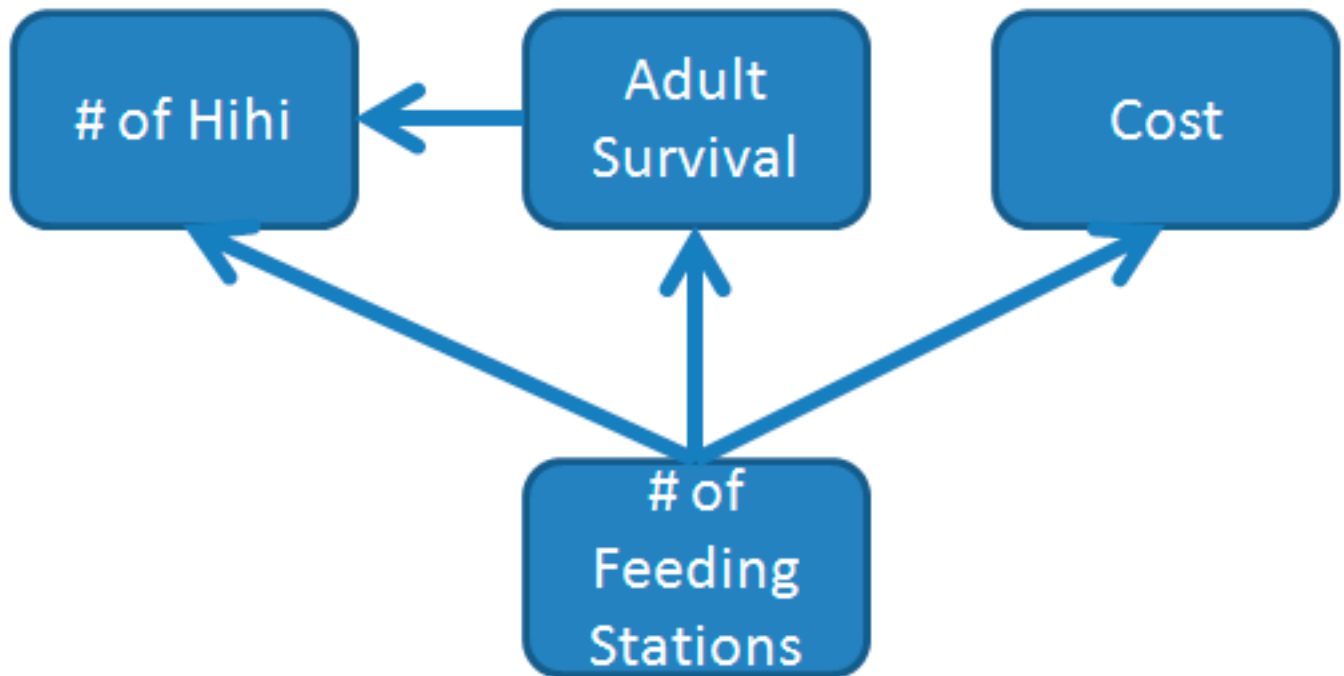 # of Hihi
Adult
Survival
Cost
# of
Feeding
Stations